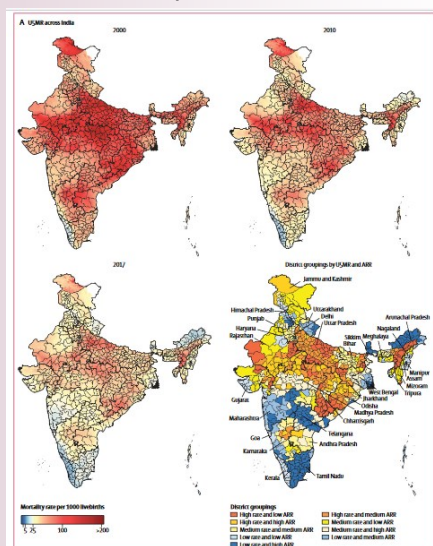 A U5MR across India
2000
2010
2017
District groupings by U5MR and ARR
Jammu and Kashmir
Himachal Pradesh
Uttarakhand
Punjab
Delhi
Uttar Pradesh
Arunachal Pradesh
Haryana
Sikkim
Nagaland
Rajasthan
Bihar
Meghalaya
Manipur
Assam
Mizoram
Gujarat
Tripura
West Bengal
Jharkhand
Maharashtra
Odisha
Madhya Pradesh
Chhattisgarh
Goa
Telangana
Karnataka
Andhra Pradesh
Kerala
Tamil Nadu
Mortality rate per 1000 livebirths
5 25 100 >200
District groupings
High rate and low ARR
High rate and medium ARR
High rate and high ARR
Medium rate and low ARR
Medium rate and medium ARR
Medium rate and high ARR
Low rate and low ARR
Low rate and medium ARR
Low rate and high ARR